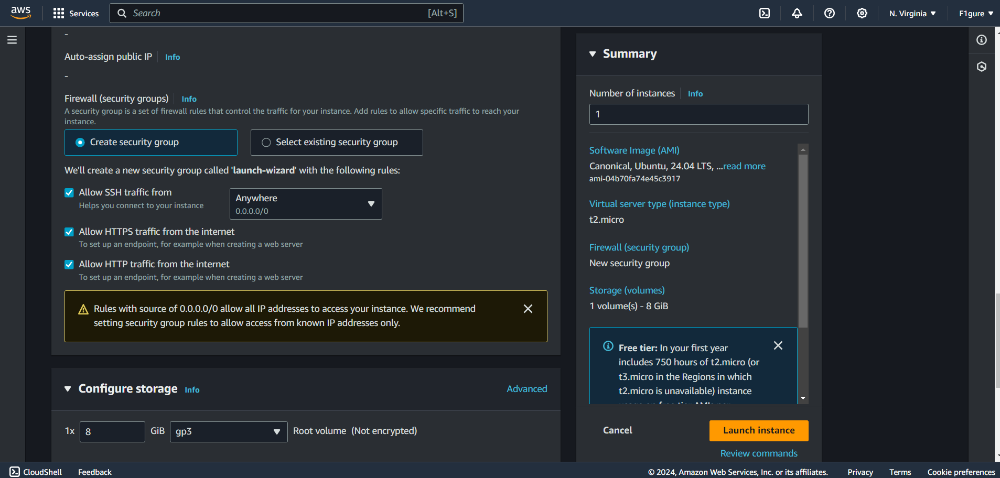 aws
Services
Search
[Alt+S]
N. Virginia
F1gure
-
Auto-assign public IP
Info
-
Firewall (security groups)
Info
A security group is a set of firewall rules that control the traffic for your instance. Add rules to allow specific traffic to reach your
instance.
Create security group
Select existing security group
We'll create a new security group called 'launch-wizard' with the following rules:
Allow SSH traffic from
Helps you connect to your instance
Anywhere
0.0.0.0/0
Allow HTTPS traffic from the internet
To set up an endpoint, for example when creating a web server
Allow HTTP traffic from the internet
To set up an endpoint, for example when creating a web server
Rules with source of 0.0.0.0/0 allow all IP addresses to access your instance. We recommend
setting security group rules to allow access from known IP addresses only.
Configure storage
Info
Advanced
1x
8
GiB
gp3
Root volume (Not encrypted)
Summary
Number of instances
Info
1
Software Image (AMI)
Canonical, Ubuntu, 24.04 LTS, ...read more
ami-04b70fa74e45c3917
Virtual server type (instance type)
t2.micro
Firewall (security group)
New security group
Storage (volumes)
1 volume(s) - 8 GiB
Free tier: In your first year
includes 750 hours of t2.micro (or
t3.micro in the Regions in which
t2.micro is unavailable) instance
usage on free tier AMIs per
Cancel
Launch instance
Review commands
CloudShell
Feedback
© 2024, Amazon Web Services, Inc. or its affiliates.
Privacy
Terms
Cookie preferences